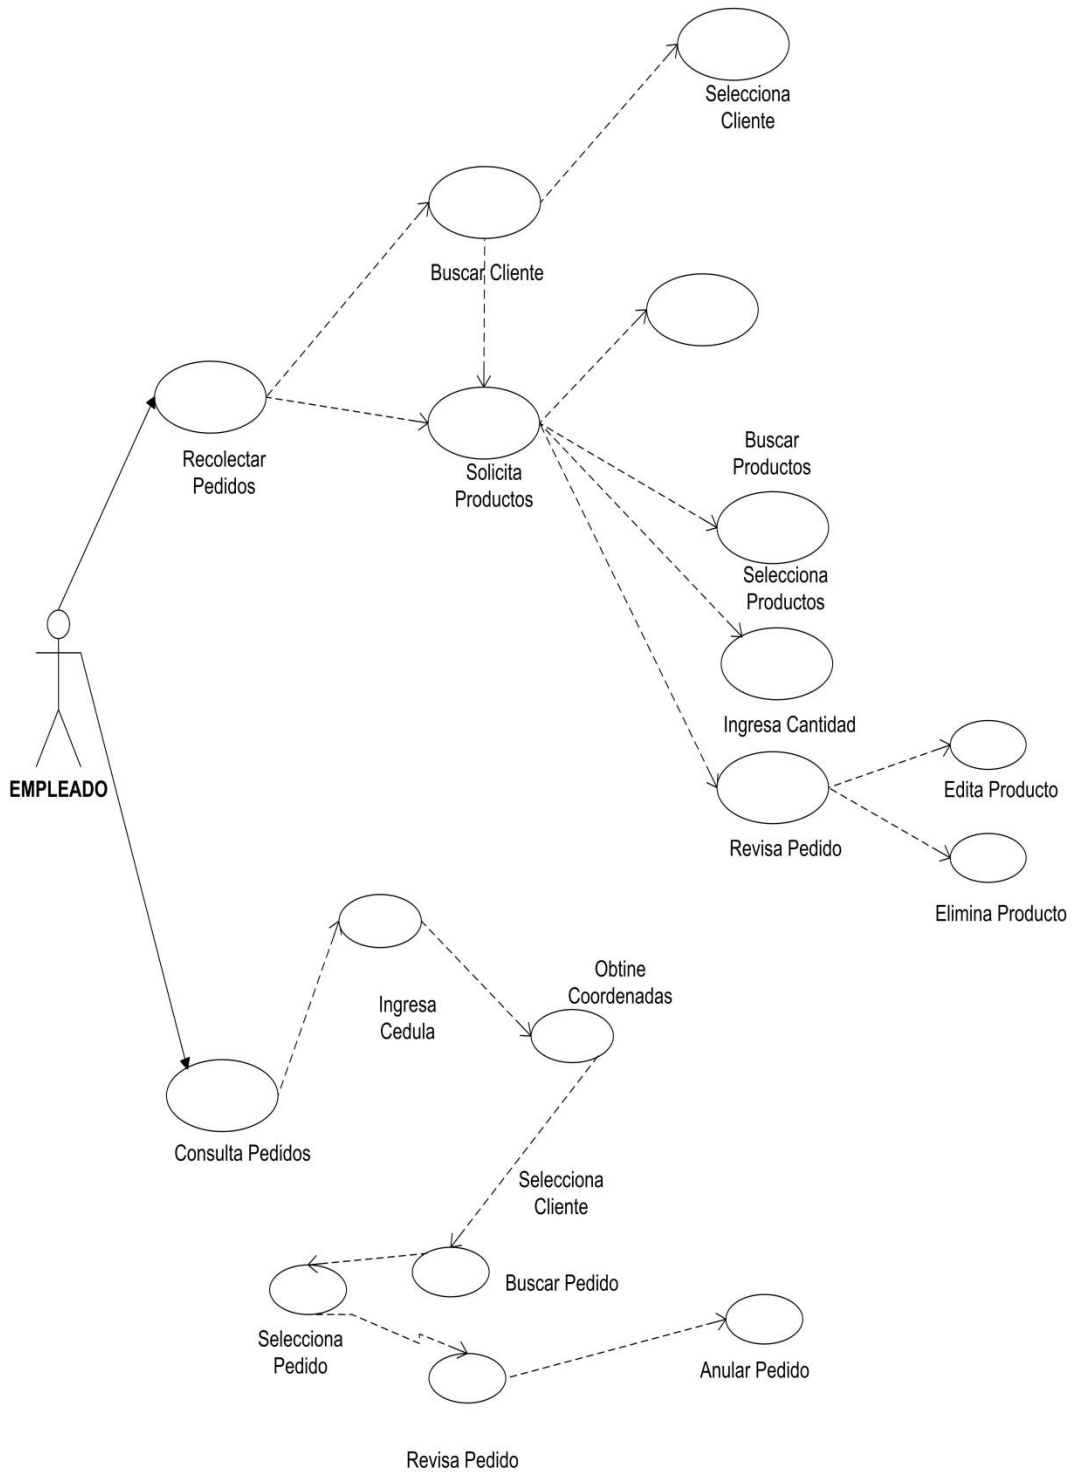 Selecciona
Cliente
Buscar Cliente
Recolectar
Pedidos
Solicita
Productos
Buscar
Productos
Selecciona
Productos
Ingresa Cantidad
EMPLEADO
Edita Producto
Revisa Pedido
Elimina Producto
Ingresa
Cedula
Obtine
Coordenadas
Consulta Pedidos
Selecciona
Cliente
Buscar Pedido
Selecciona
Pedido
Anular Pedido
Revisa Pedido